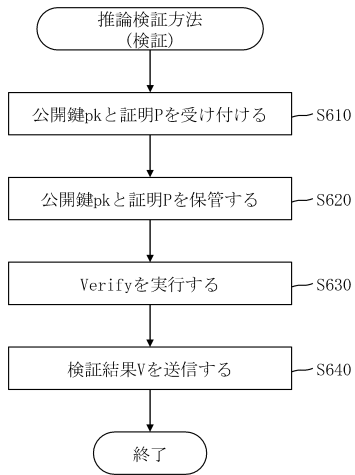 推論検証方法
(検証)
公開鍵pkと証明Pを受け付ける
S610
公開鍵pkと証明Pを保管する
S620
Verifyを実行する
S630
検証結果Vを送信する
S640
終了